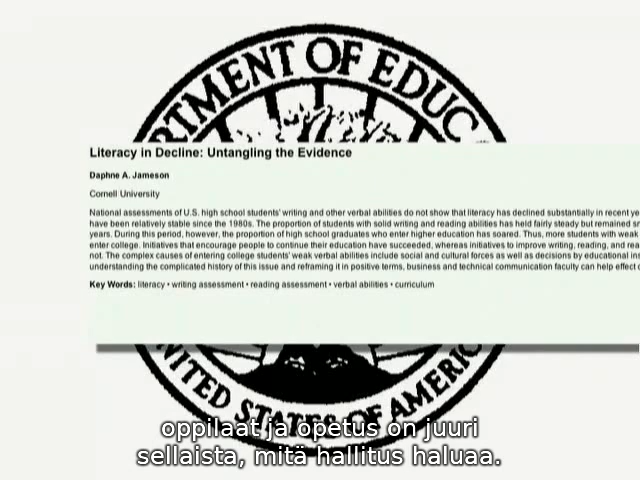 RTMENT OF EDUC
Literacy in Decline: Untangling the Evidence
Daphne A. Jameson
Cornell University
National assessments of U.S. high school students' writing and other verbal abilities do not show that literacy has declined substantially in recent ye
have been relatively stable since the 1980s. The proportion of students with solid writing and reading abilities has held fairly steady but remained sm
years. During this period, however, the proportion of high school graduates who enter higher education has soared. Thus, more students with weak
enter college. Initiatives that encourage people to continue their education have succeeded, whereas initiatives to improve writing, reading, and rea
not. The complex causes of entering college students' weak verbal abilities include social and cultural forces as well as decisions by educational ins
understanding the complicated history of this issue and reframing it in positive terms, business and technical communication faculty can help effect c
Key Words: literacy • writing assessment • reading assessment • verbal abilities • curriculum
NITED STATES OF AMERIC
oppilaat ja opetus on juuri
sellaista, mitä hallitus haluaa.